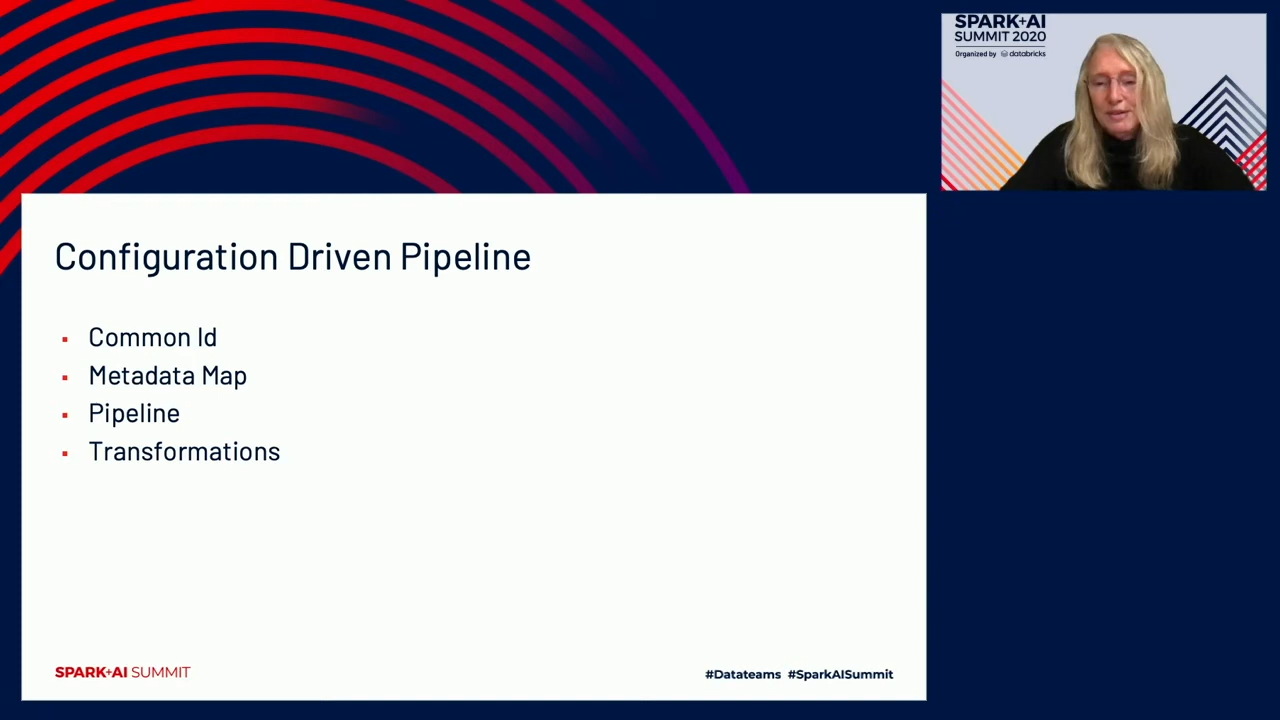 SPARK+AI
SUMMIT 2020
Organized by databricks
Configuration Driven Pipeline
Common Id
Metadata Map
Pipeline
Transformations
SPARK+AI SUMMIT
#Datateams #SparkAISummit